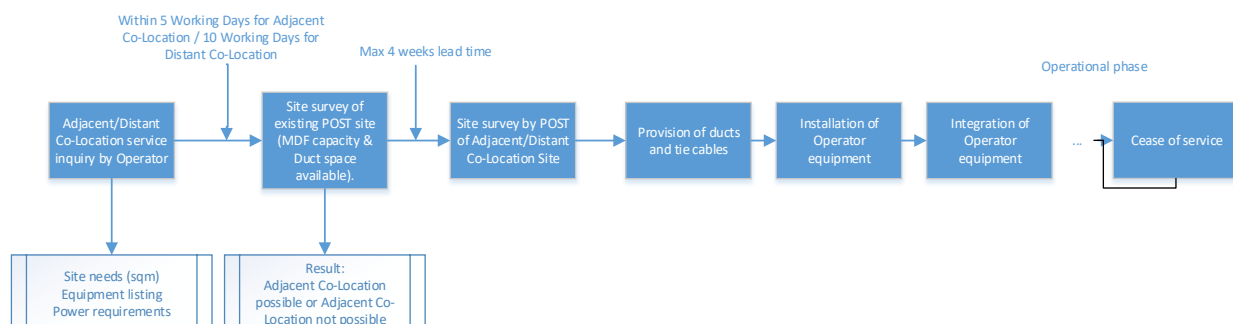 Within 5 Working Days for Adjacent
Co-Location / 10 Working Days for
Distant Co-Location
Max 4 weeks lead time
Operational phase
Adjacent/Distant
Co-Location service
inquiry by Operator
Site survey of
existing POST site
(MDF capacity &
Duct space
available).
Site survey by POST
of Adjacent/Distant
Co-Location Site
Provision of ducts
and tie cables
Installation of
Operator
equipment
Integration of
Operator
equipment
...
Cease of service
Site needs (sqm)
Equipment listing
Power requirements
Result:
Adjacent Co-Location
possible or Adjacent Co-
Location not possible